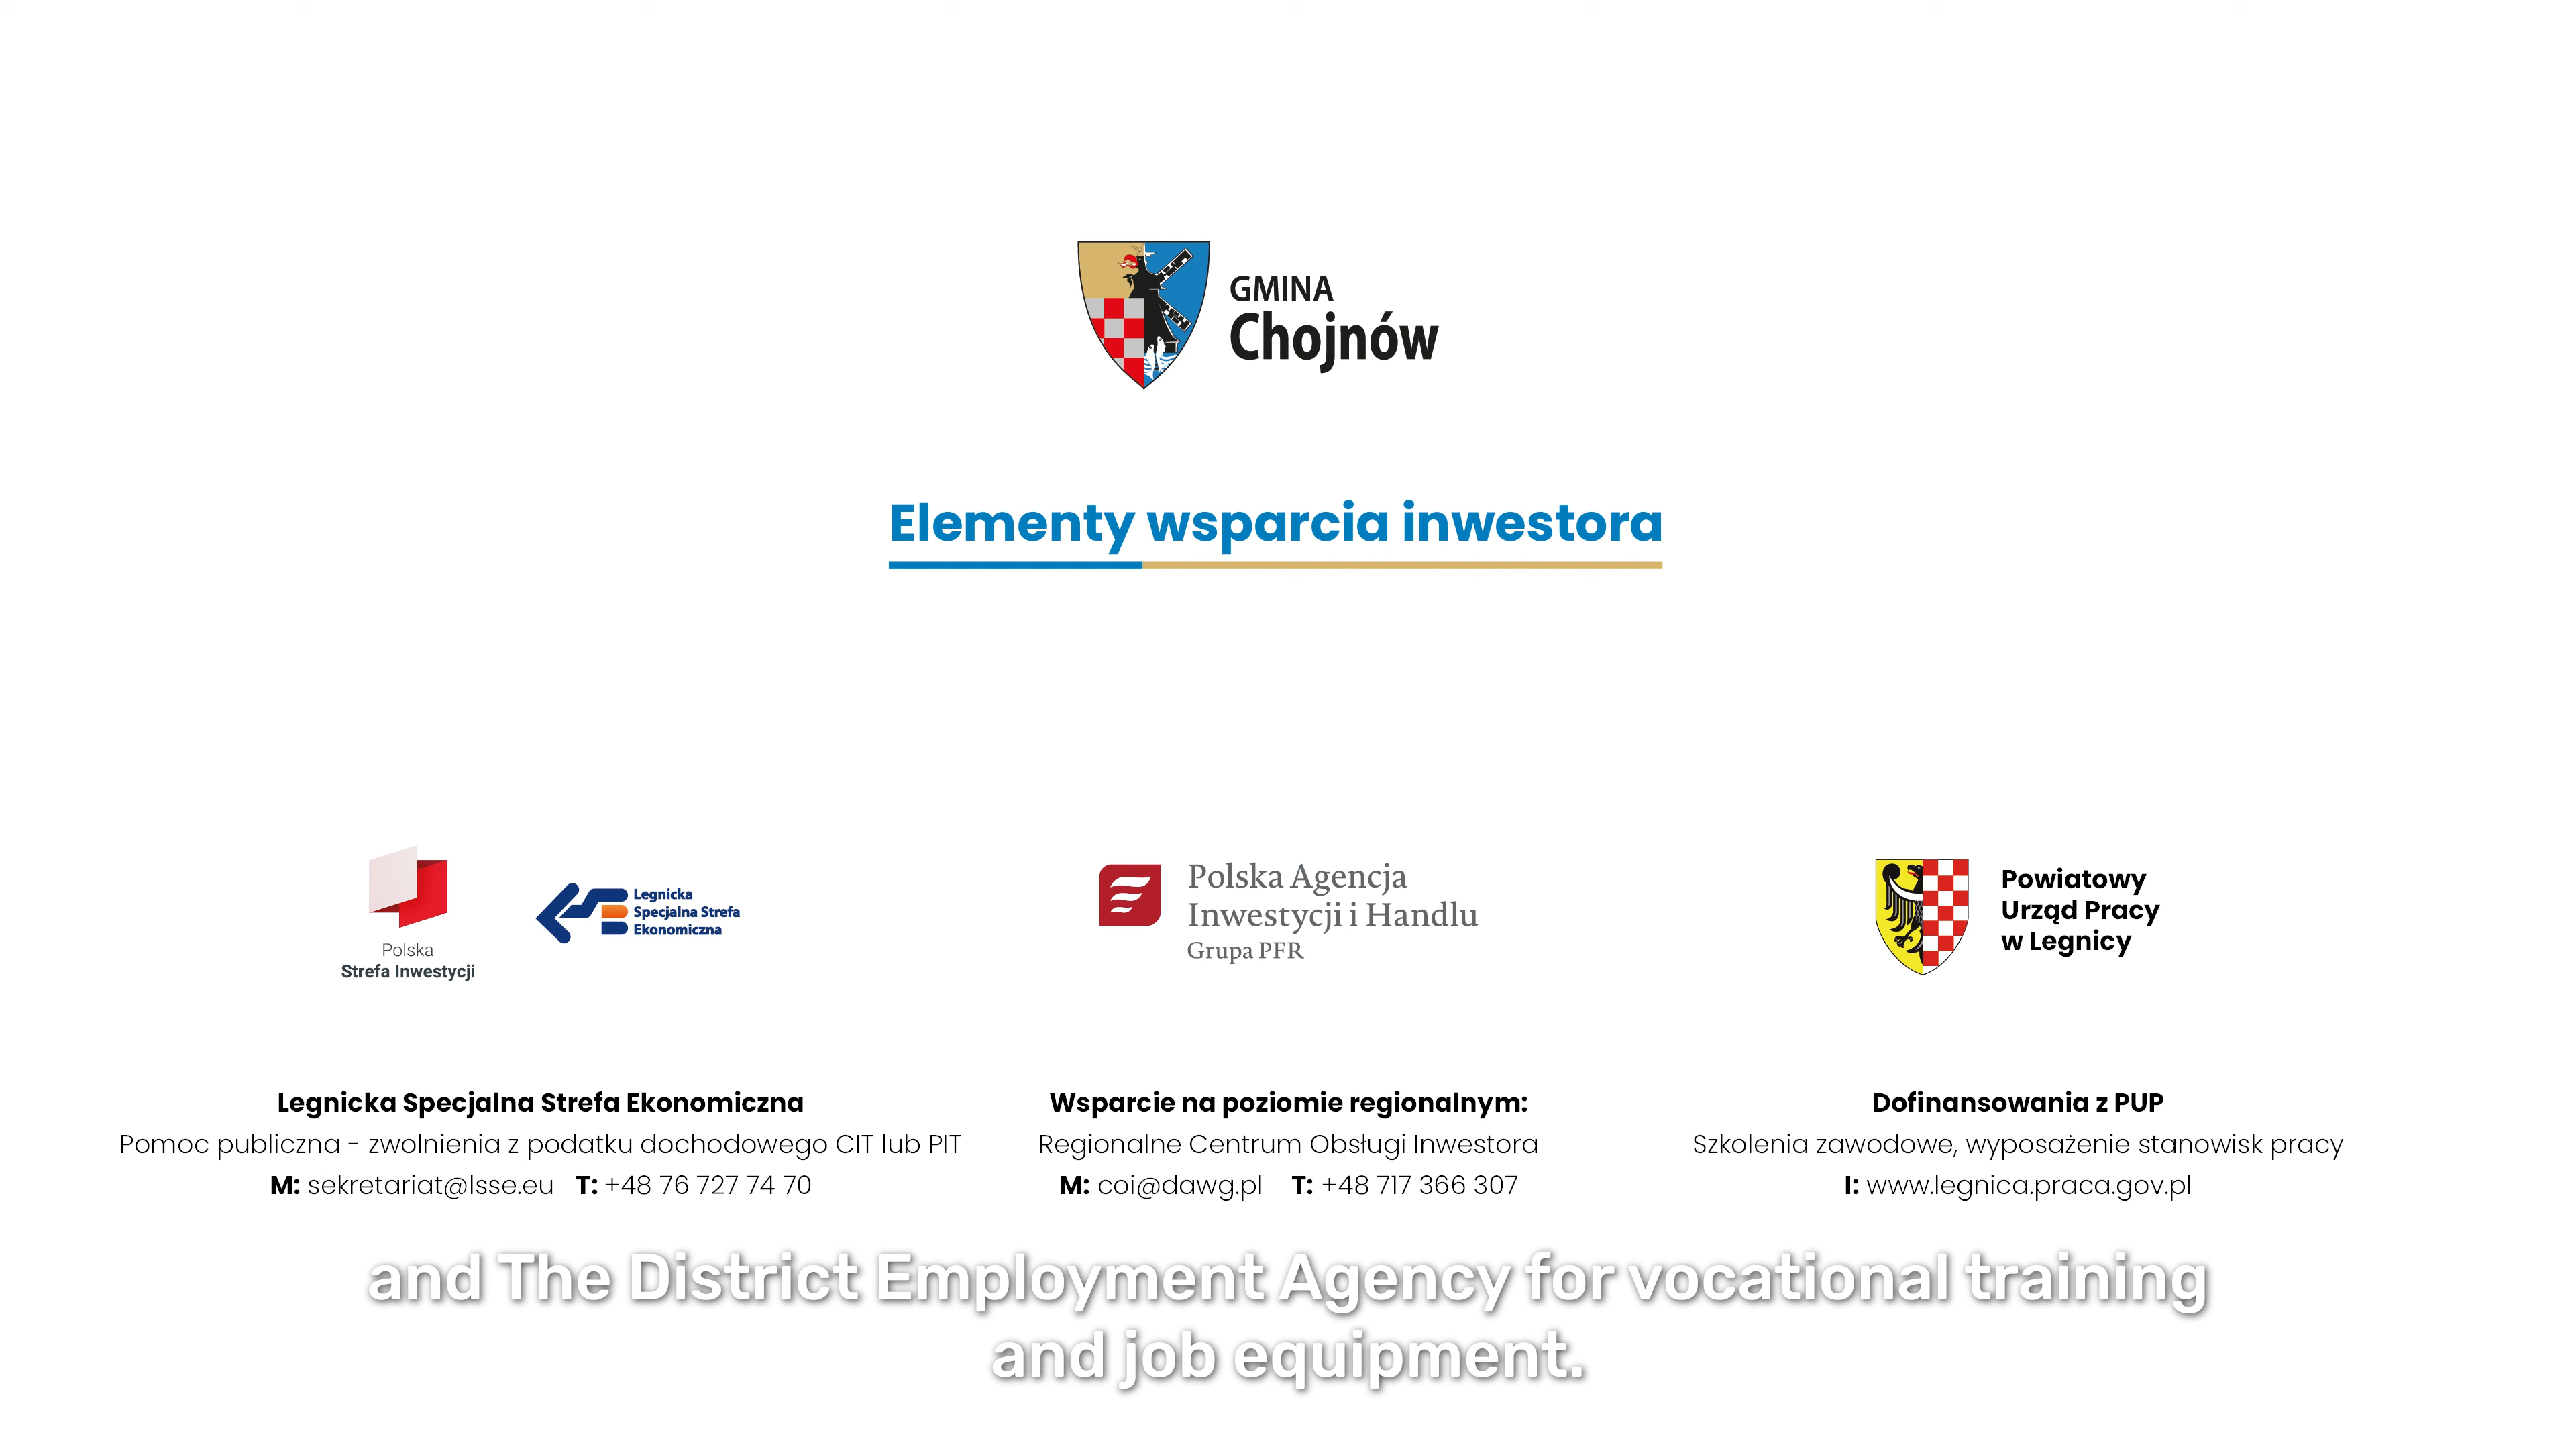 GMINA
Chojnów
Elementy wsparcia inwestora
Polska
Strefa Inwestycji
Legnicka
Specjalna Strefa
Ekonomiczna
Polska Agencja
Inwestycji i Handlu
Grupa PFR
Powiatowy
Urząd Pracy
w Legnicy
Legnicka Specjalna Strefa Ekonomiczna
Pomoc publiczna - zwolnienia z podatku dochodowego CIT lub PIT
M: sekretariat@lsse.eu T: +48 76 727 74 70
Wsparcie na poziomie regionalnym:
Regionalne Centrum Obsługi Inwestora
M: coi@dawg.pl T: +48 717 366 307
Dofinansowania z PUP
Szkolenia zawodowe, wyposażenie stanowisk pracy
I: www.legnica.praca.gov.pl
and The District Employment Agency for vocational training
and job equipment.